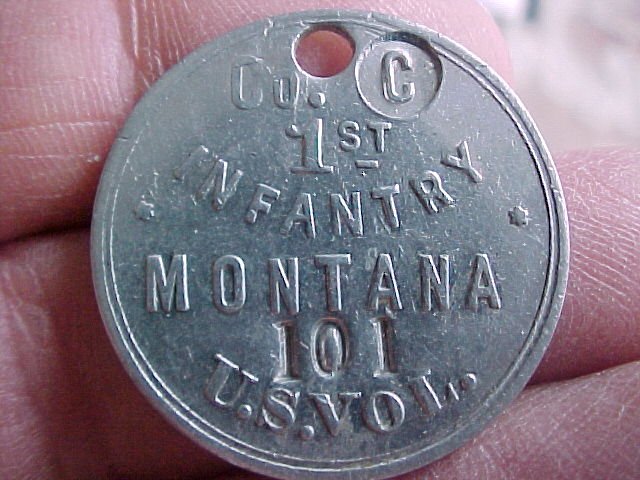 Co. C
1ST
INFANTRY
MONTANA
101
U.S.VOL.